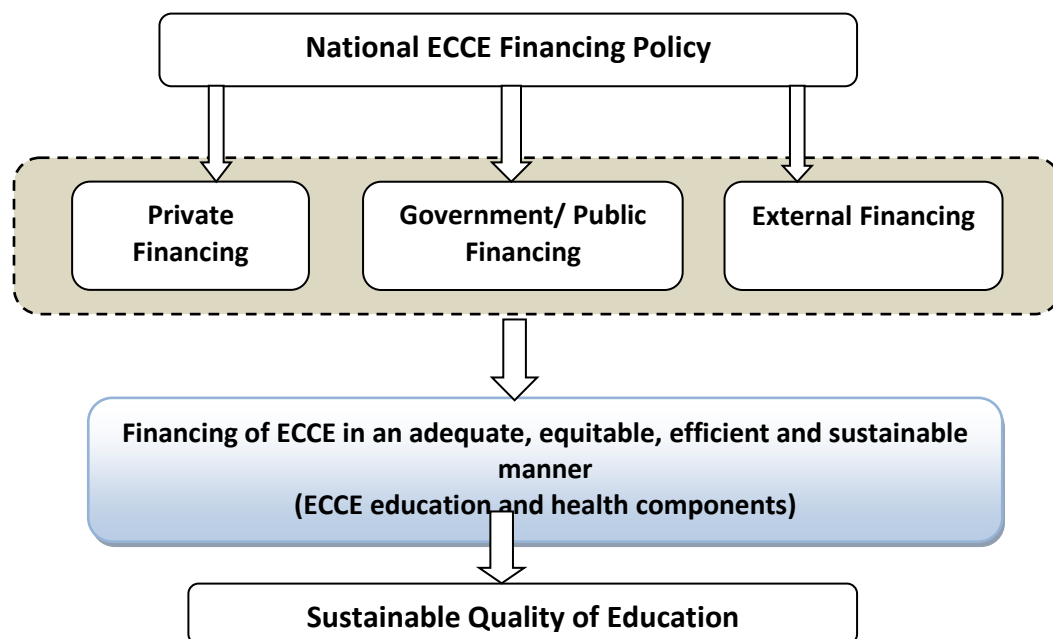 National ECCE Financing Policy
Private
Financing
Government/ Public
Financing
External Financing
Financing of ECCE in an adequate, equitable, efficient and sustainable
manner
(ECCE education and health components)
Sustainable Quality of Education